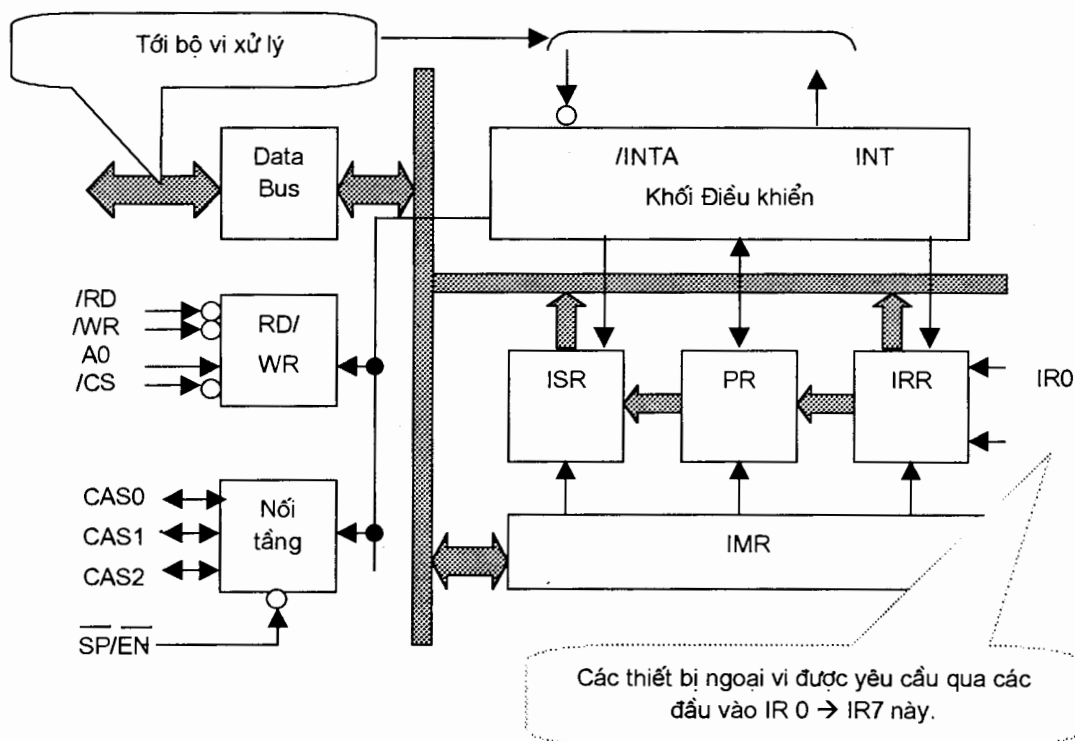 Tới bộ vi xử lý
Data
Bus
/INTA
INT
Khối Điều khiển
/RD
/WR
A0
/CS
RD/
WR
ISR
PR
IRR
IR0
CAS0
CAS1
CAS2
Nối
tầng
IMR
SP/EN
Các thiết bị ngoại vi được yêu cầu qua các
đầu vào IR 0 → IR7 này.